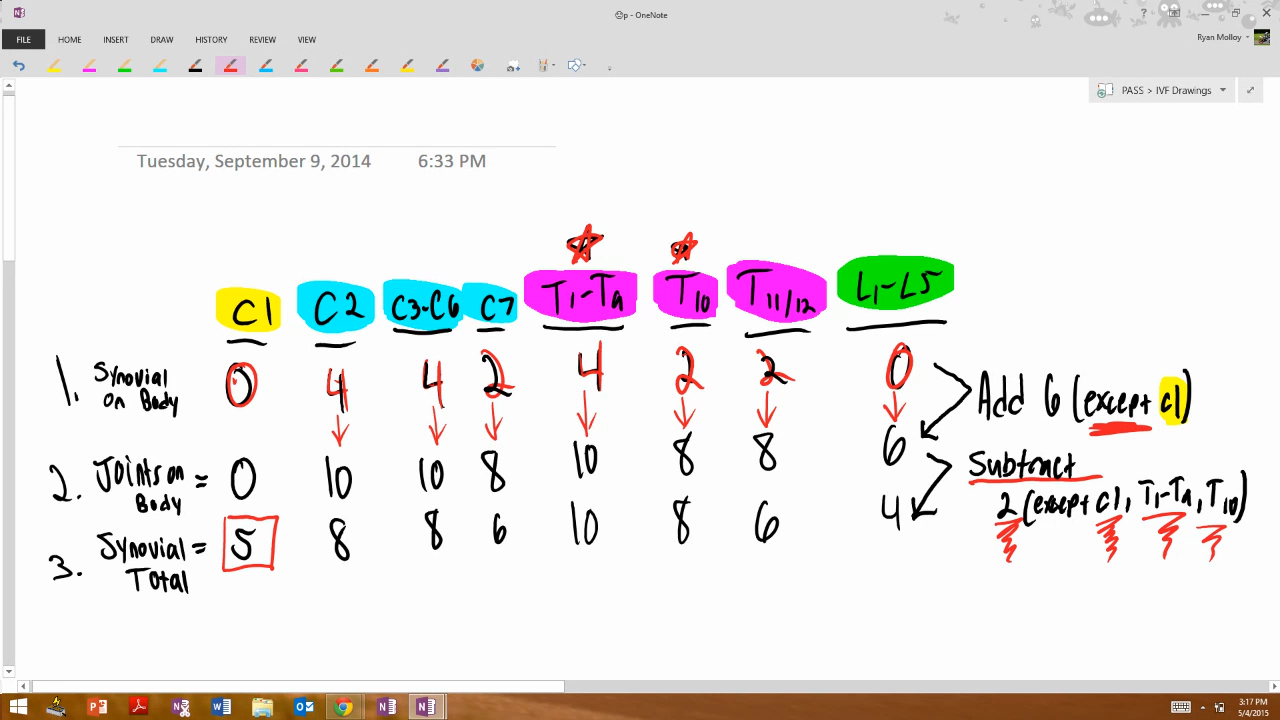 ☺p - OneNote
?
FILE HOME INSERT DRAW HISTORY REVIEW VIEW
Ryan Molloy
PASS > IVF Drawings
Tuesday, September 9, 2014 6:33 PM
C1 C2 C3-C6 C7 T1-T9 T10 T11/12 L1-L5
1. Synovial on Body 0 4 4 2 4 2 2 0
Add 6 (except c1)
2. Joints on Body = 0 10 10 8 10 8 8 6
Subtract
2 (except c1, T1-T9, T10)
3. Synovial Total = 5 8 8 6 10 8 6 4
3:17 PM
5/4/2015